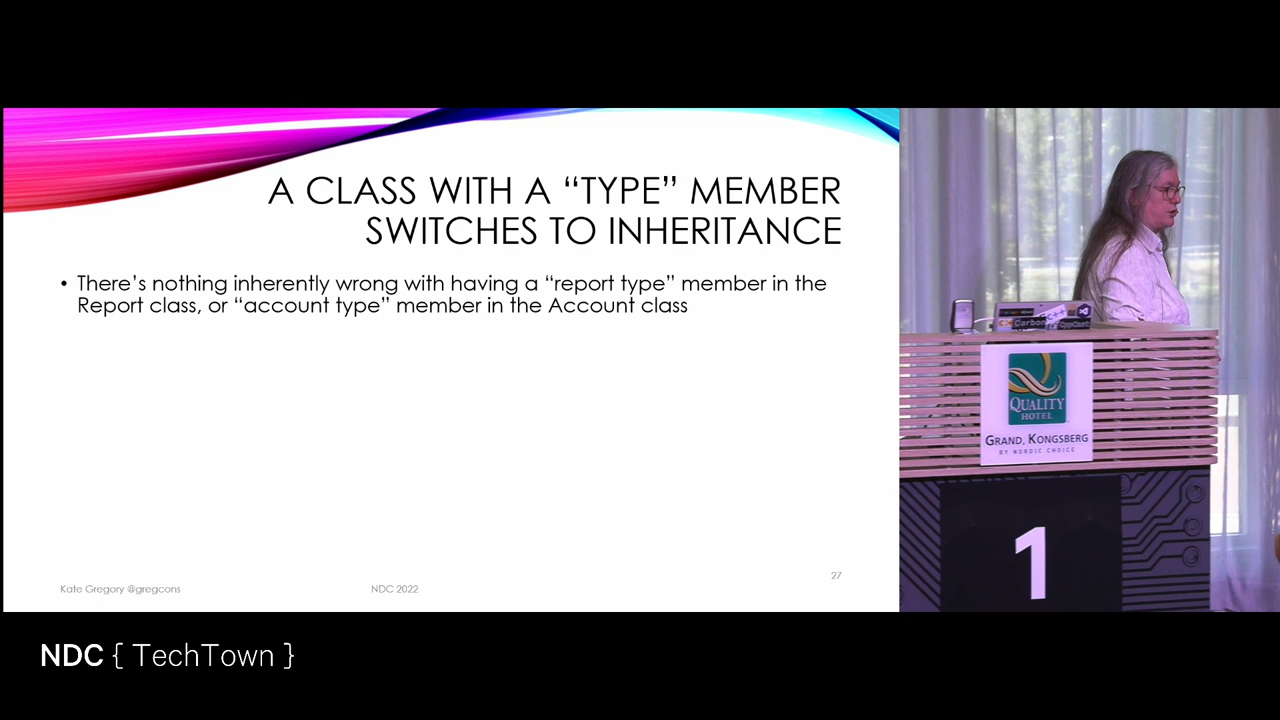 A CLASS WITH A “TYPE” MEMBER
SWITCHES TO INHERITANCE
• There’s nothing inherently wrong with having a “report type” member in the
Report class, or “account type” member in the Account class
Kate Gregory @gregcons
NDC 2022
27
Carbon
QUALITY
HOTEL
GRAND, KONGSBERG
BY NORDIC CHOICE
1
NDC { TechTown }